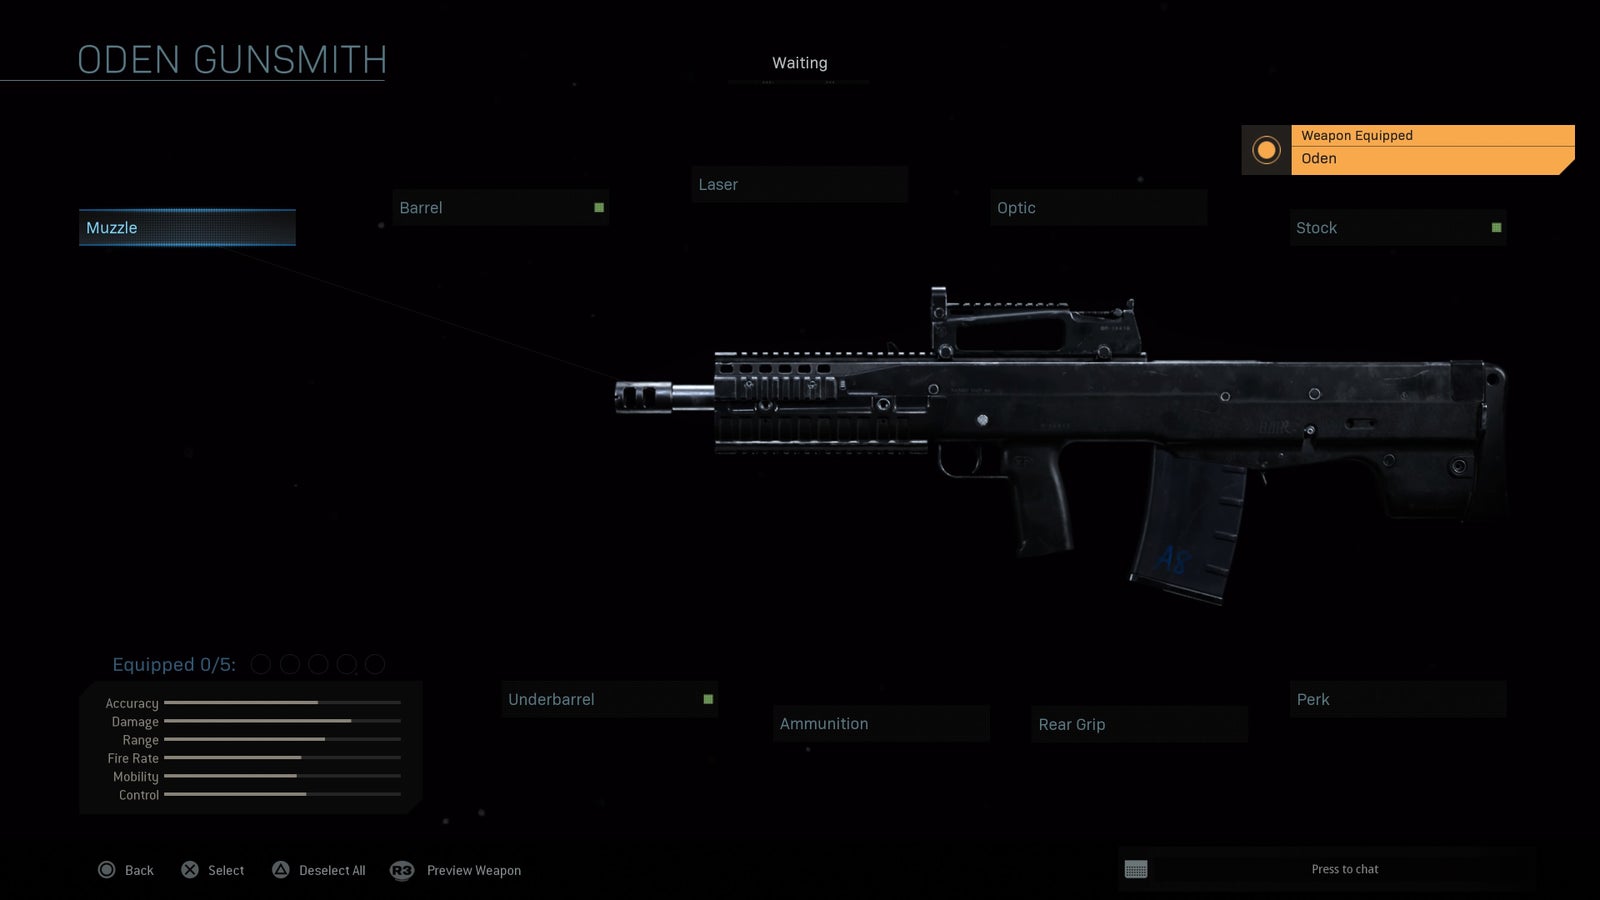 ODEN GUNSMITH
Waiting
Weapon Equipped
Oden
Laser
Barrel
Optic
Muzzle
Stock
A8
Equipped 0/5:
Accuracy
Damage
Range
Fire Rate
Mobility
Control
Underbarrel
Ammunition
Rear Grip
Perk
Back
Select
Deselect All
R3
Preview Weapon
Press to chat